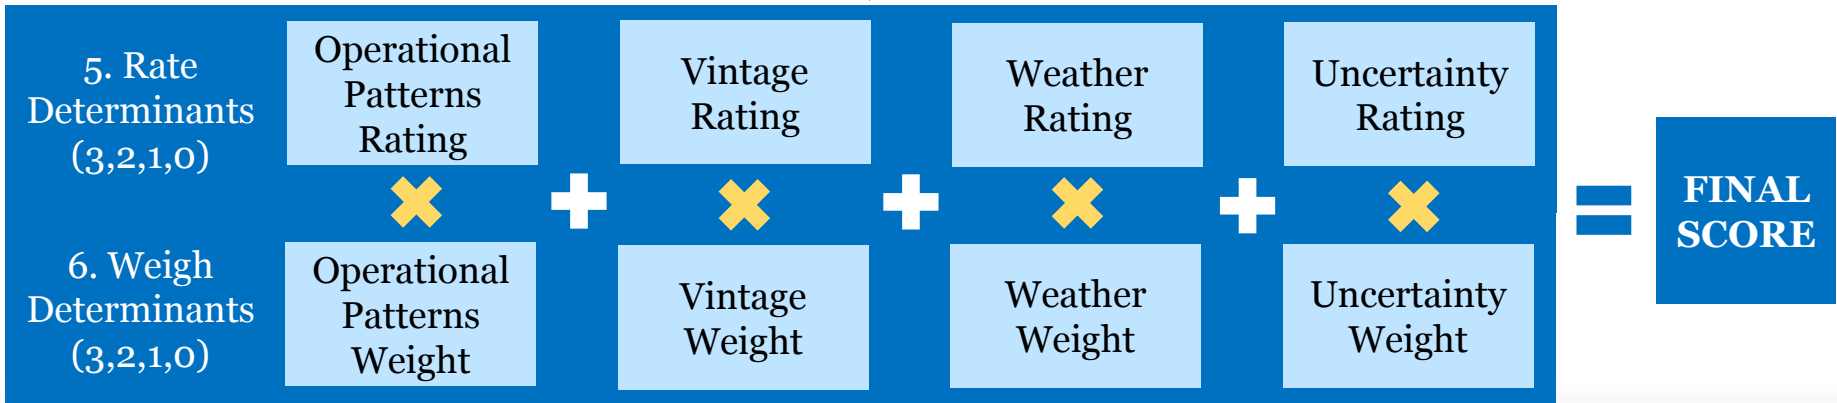 5. Rate
Determinants
(3,2,1,0)
Operational
Patterns
Rating
Vintage
Rating
Weather
Rating
Uncertainty
Rating
6. Weigh
Determinants
(3,2,1,0)
Operational
Patterns
Weight
Vintage
Weight
Weather
Weight
Uncertainty
Weight
FINAL
SCORE